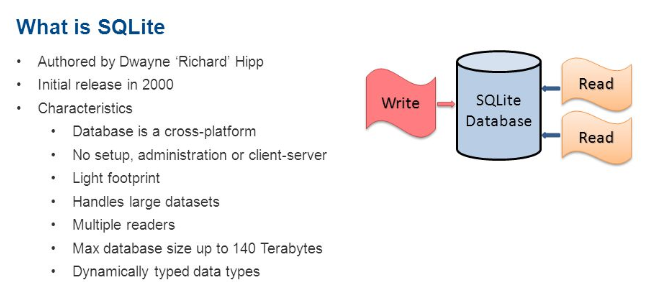 What is SQLite
• Authored by Dwayne ‘Richard’ Hipp
• Initial release in 2000
• Characteristics
• Database is a cross-platform
• No setup, administration or client-server
• Light footprint
• Handles large datasets
• Multiple readers
• Max database size up to 140 Terabytes
• Dynamically typed data types
Write
SQLite
Database
Read
Read